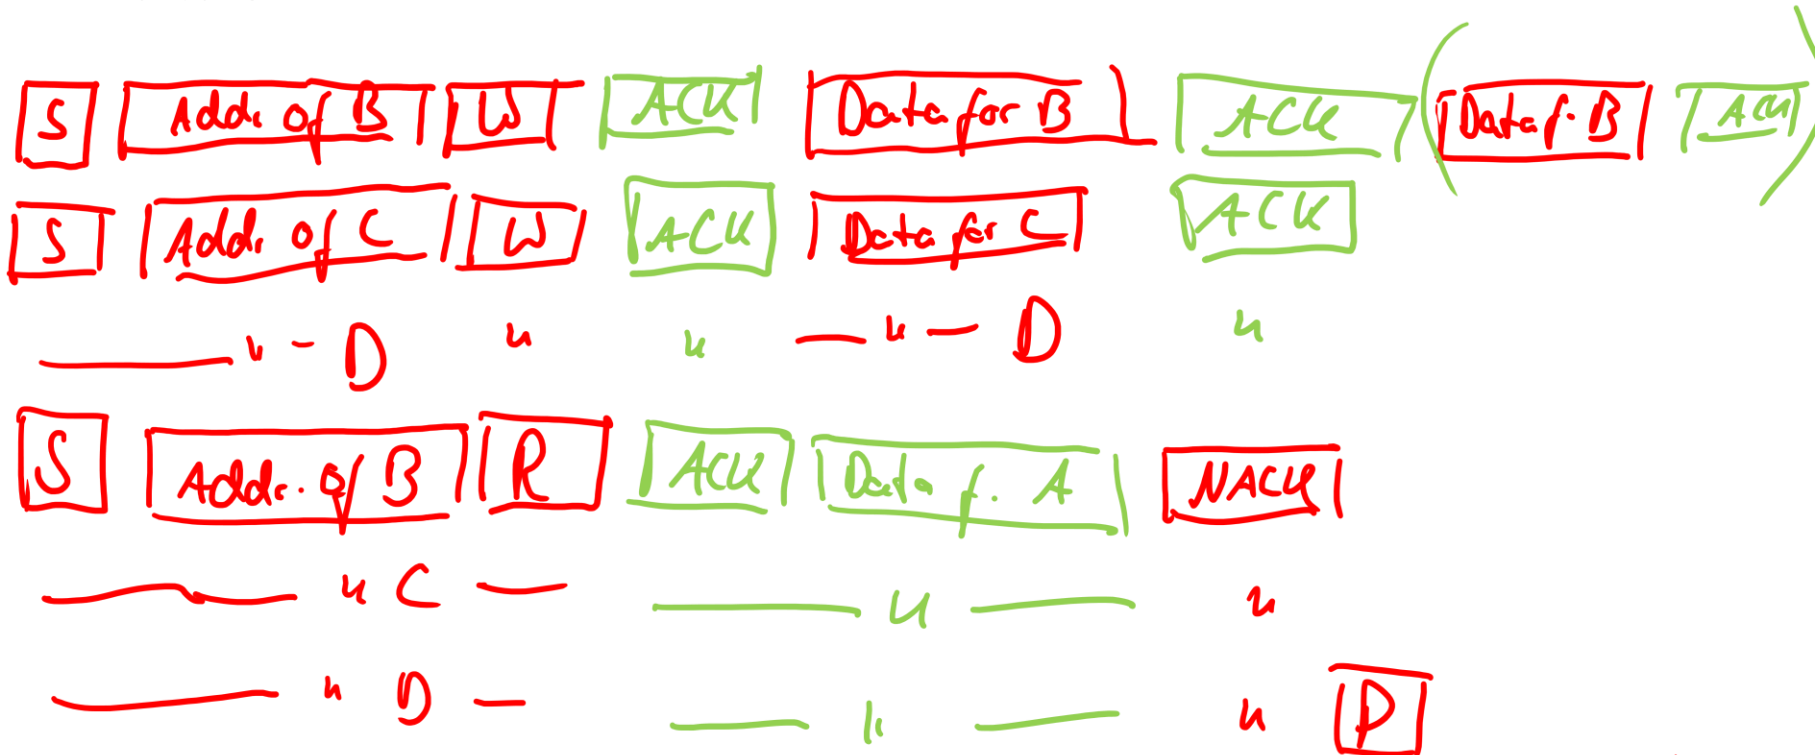 S Addr. of B W ACK Data for B ACK (Data f. B ACK)
S Addr. of C W ACK Data for C ACK
— " - D " " — " — D "
S Addr. of B R ACK Data f. A NACK
— " C — — " — "
— " D — — " — " P